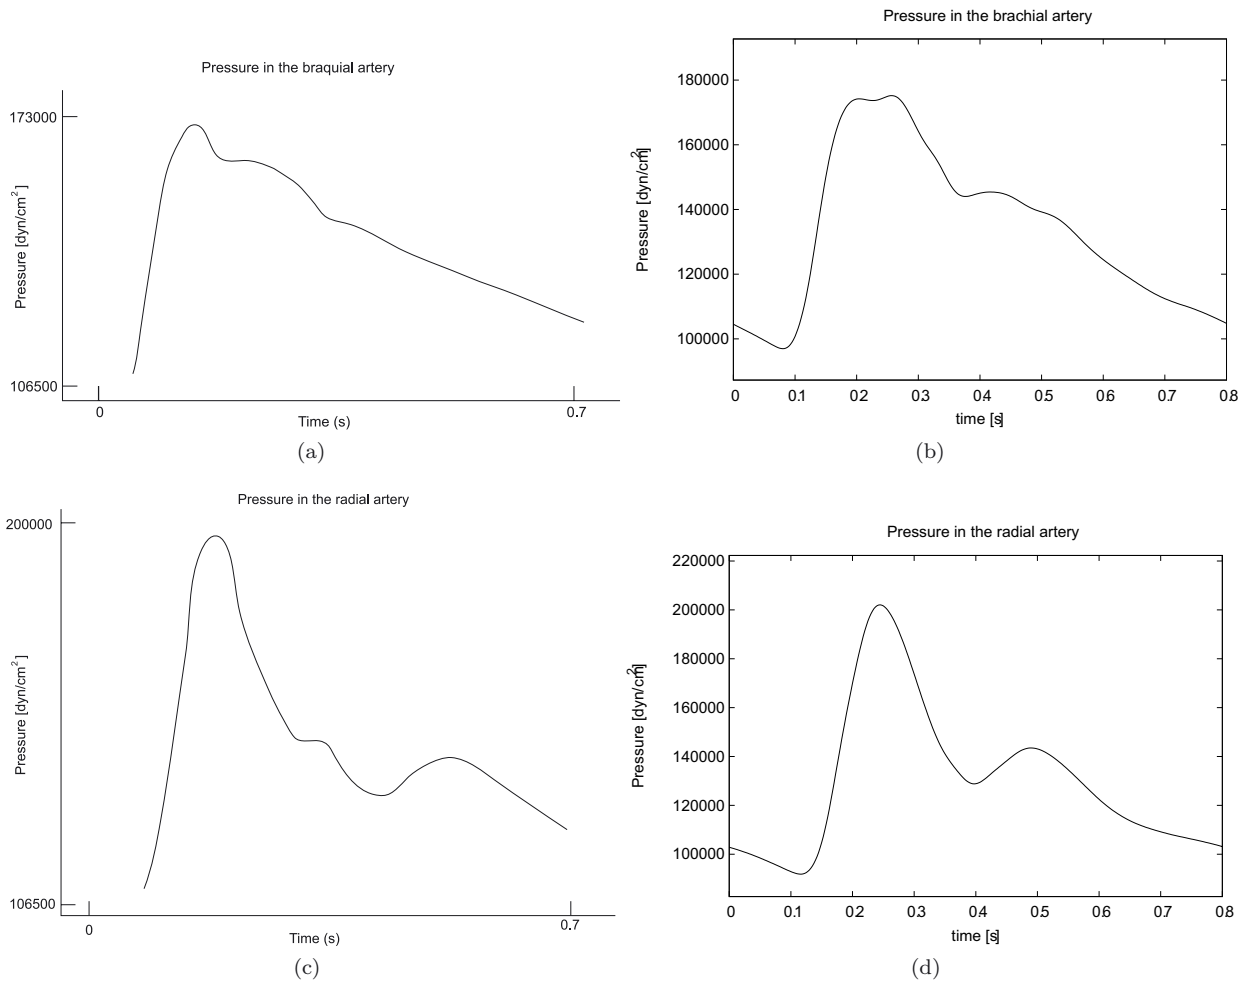 Pressure in the braquial artery
173000
Pressure [dyn/cm2]
106500
0
0.7
Time (s)
(a)
Pressure in the brachial artery
180000
160000
140000
120000
100000
Pressure [dyn/cm2]
0 0.1 0.2 0.3 0.4 0.5 0.6 0.7 0.8
time [s]
(b)
Pressure in the radial artery
200000
Pressure [dyn/cm2]
106500
0
0.7
Time (s)
(c)
Pressure in the radial artery
220000
200000
180000
160000
140000
120000
100000
Pressure [dyn/cm2]
0 0.1 0.2 0.3 0.4 0.5 0.6 0.7 0.8
time [s]
(d)